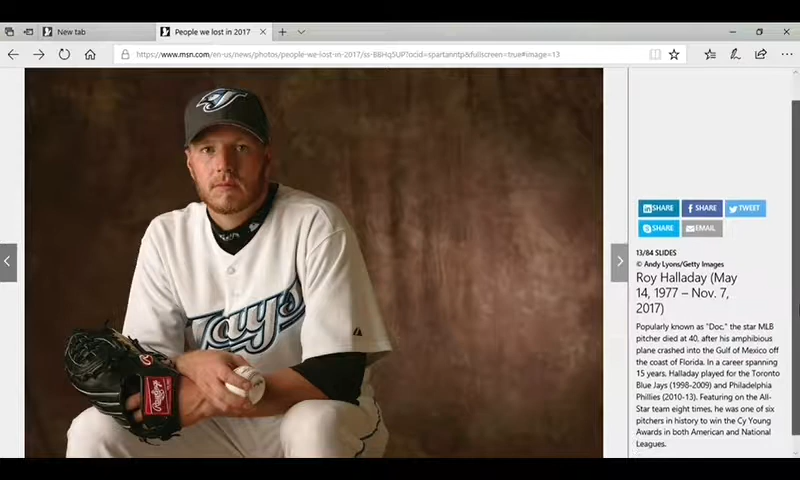 New tab
People we lost in 2017
https://www.msn.com/en-us/news/photos/people-we-lost-in-2017/ss-BBHq5UP?ocid=spartanntp&fullscreen=true#image=13
SHARE
SHARE
TWEET
SHARE
EMAIL
13/84 SLIDES
© Andy Lyons/Getty Images
Roy Halladay (May
14, 1977 – Nov. 7,
2017)
Popularly known as "Doc," the star MLB
pitcher died at 40, after his amphibious
plane crashed into the Gulf of Mexico off
the coast of Florida. In a career spanning
15 years, Halladay played for the Toronto
Blue Jays (1998-2009) and Philadelphia
Phillies (2010-13). Featuring on the All-
Star team eight times, he was one of six
pitchers in history to win the Cy Young
Awards in both American and National
Leagues.
Jays
Rawlings